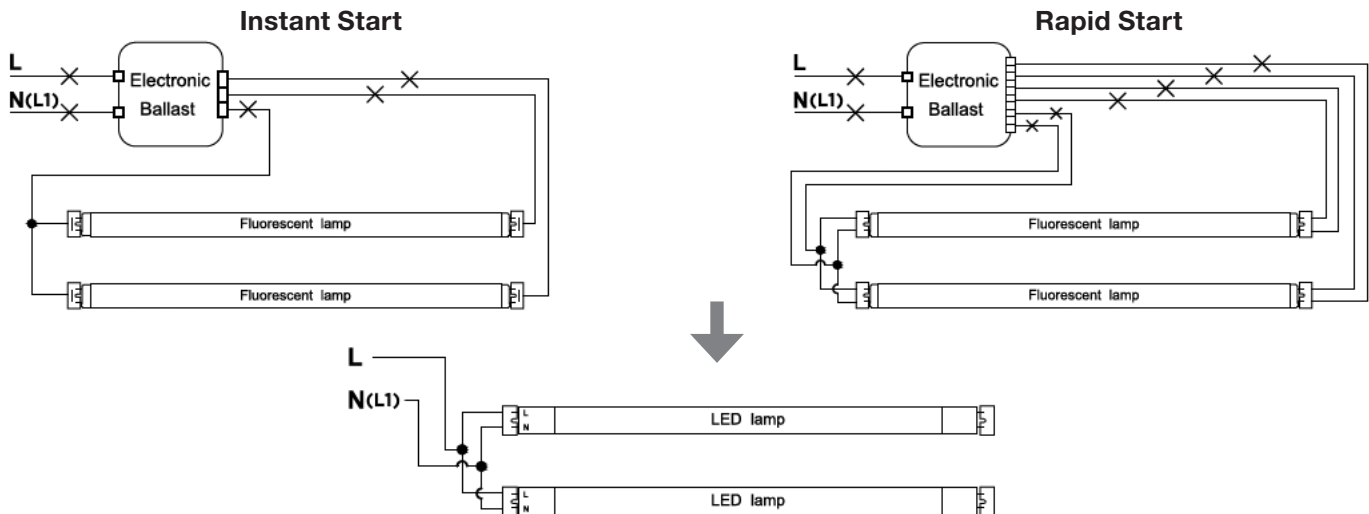 Instant Start
L
N(L1)
Electronic
Ballast
Fluorescent lamp
Fluorescent lamp
Rapid Start
L
N(L1)
Electronic
Ballast
Fluorescent lamp
Fluorescent lamp
L
N(L1)
L
N
LED lamp
L
N
LED lamp